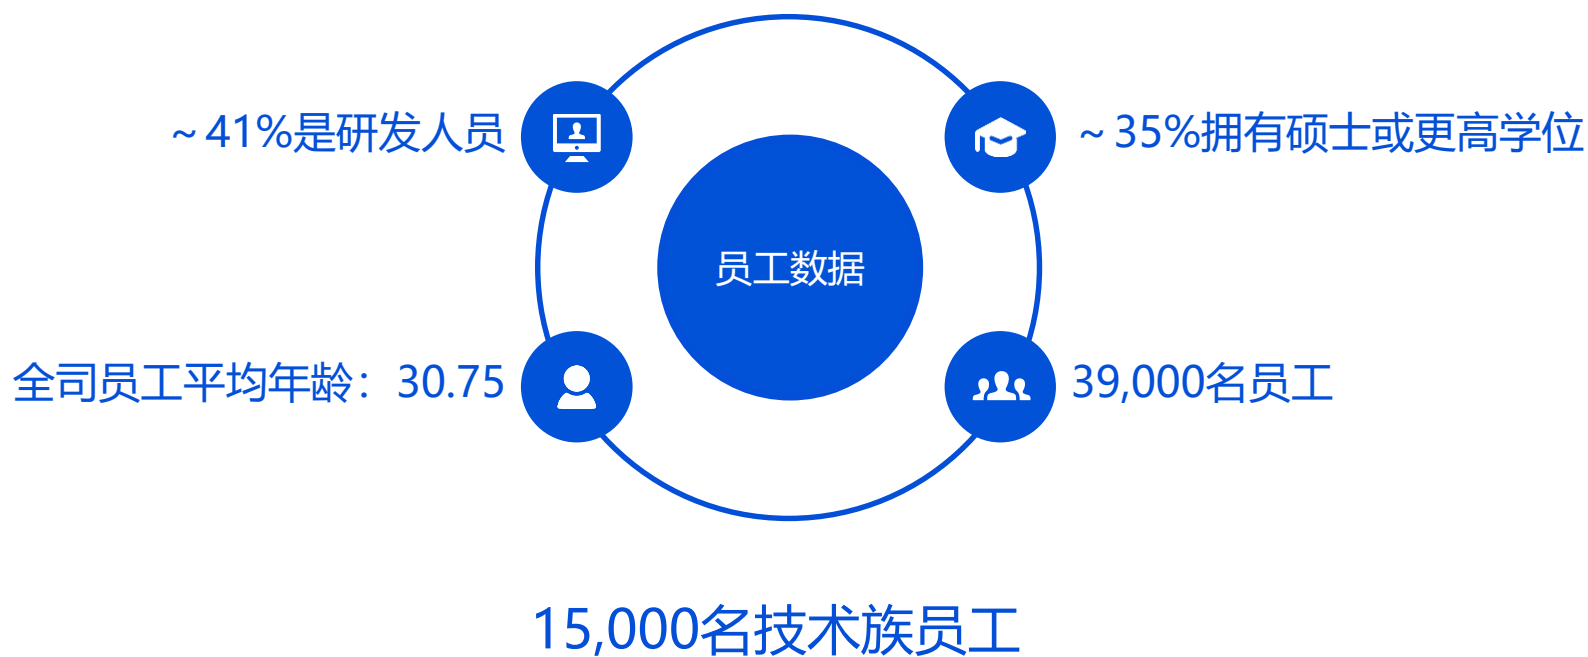 ~41%是研发人员
~35%拥有硕士或更高学位
员工数据
全司员工平均年龄：30.75
39,000名员工
15,000名技术族员工